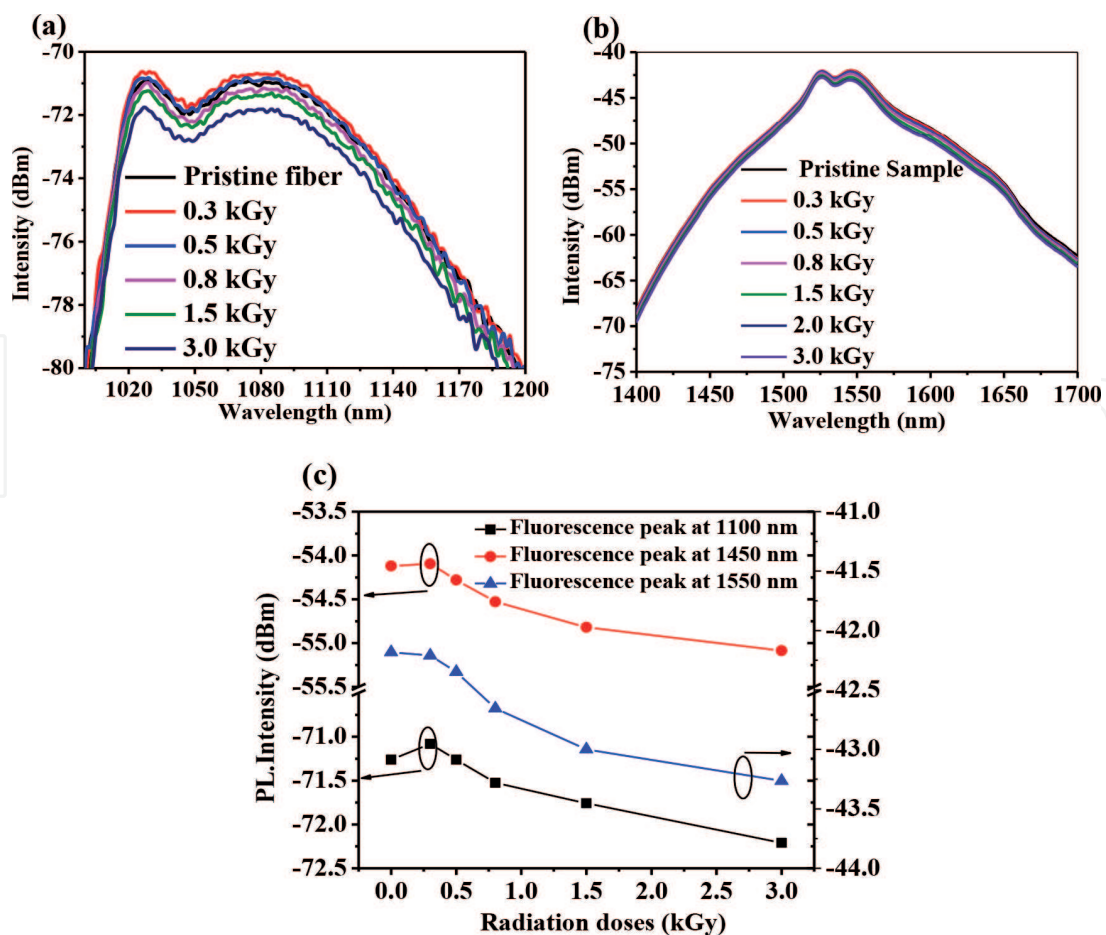 (a)
-70
-72
-74
-76
-78
-80
Intensity (dBm)
Pristine fiber
0.3 kGy
0.5 kGy
0.8 kGy
1.5 kGy
3.0 kGy
1020 1050 1080 1110 1140 1170 1200
Wavelength (nm)
(b)
-40
-45
-50
-55
-60
-65
-70
-75
Intensity (dBm)
Pristine Sample
0.3 kGy
0.5 kGy
0.8 kGy
1.5 kGy
2.0 kGy
3.0 kGy
1400 1450 1500 1550 1600 1650 1700
Wavelength (nm)
(c)
-53.5
-54.0
-54.5
-55.0
-55.5
-71.0
-71.5
-72.0
-72.5
PL.Intensity (dBm)
Fluorescence peak at 1100 nm
Fluorescence peak at 1450 nm
Fluorescence peak at 1550 nm
-41.0
-41.5
-42.0
-42.5
-43.0
-43.5
-44.0
0.0 0.5 1.0 1.5 2.0 2.5 3.0
Radiation doses (kGy)